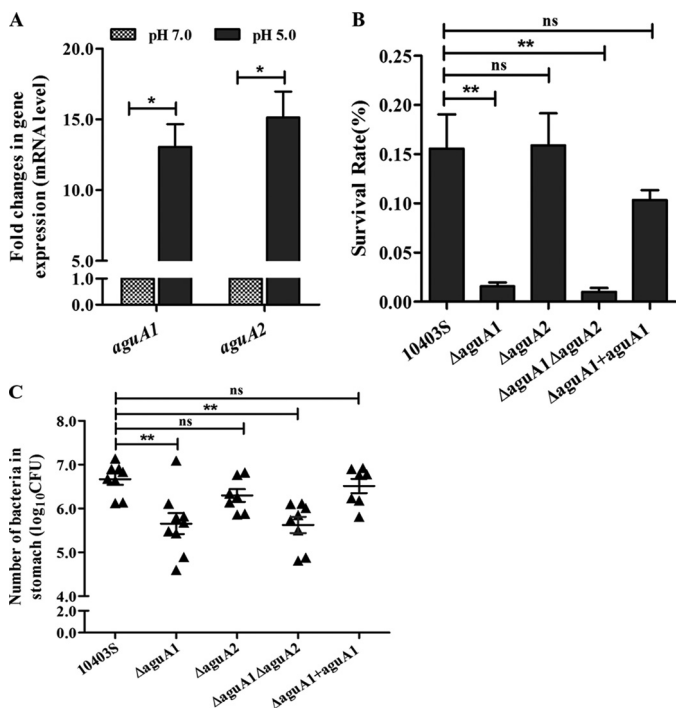 A
pH 7.0
pH 5.0
Fold changes in gene
expression (mRNA level)
20.0
15.0
10.0
5.0
1.0
0.0
*
*
aguA1
aguA2
B
Survival Rate(%)
0.25
0.20
0.15
0.10
0.05
0.00
ns
**
ns
**
10403S
ΔaguA1
ΔaguA2
ΔaguA1ΔaguA2
ΔaguA1+aguA1
C
Number of bacteria in
stomach (log10CFU)
8.0
7.0
6.0
5.0
4.0
2.0
0.0
ns
**
ns
**
10403S
ΔaguA1
ΔaguA2
ΔaguA1ΔaguA2
ΔaguA1+aguA1